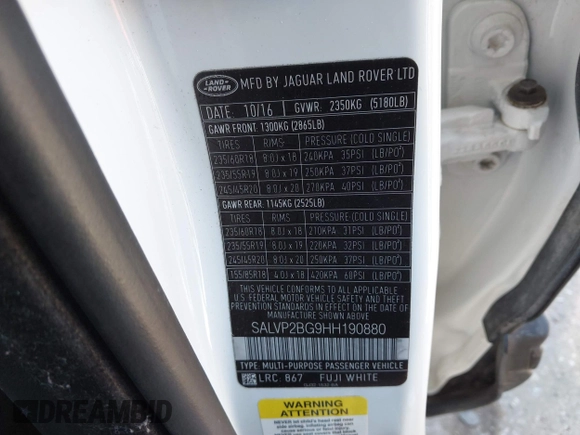 LAND-
ROVER
MFD BY JAGUAR LAND ROVER LTD
DATE: 10/16 GVWR: 2350KG (5180LB)
GAWR FRONT: 1300KG (2865LB)
TIRES RIMS PRESSURE (COLD SINGLE)
235/60R18 8.0J x 18 240KPA 35PSI (LB/PO²)
235/55R19 8.0J x 19 250KPA 37PSI (LB/PO²)
245/45R20 8.0J x 20 270KPA 40PSI (LB/PO²)
GAWR REAR: 1145KG (2525LB)
TIRES RIMS PRESSURE (COLD SINGLE)
235/60R18 8.0J x 18 210KPA 31PSI (LB/PO²)
235/55R19 8.0J x 19 220KPA 32PSI (LB/PO²)
245/45R20 8.0J x 20 250KPA 37PSI (LB/PO²)
155/85R18 4.0J x 18 420KPA 60PSI (LB/PO²)
THIS VEHICLE CONFORMS TO ALL APPLICABLE
U.S. FEDERAL MOTOR VEHICLE SAFETY AND
THEFT PREVENTION STANDARDS IN EFFECT ON
THE DATE OF MANUFACTURE SHOWN ABOVE.
SALVP2BG9HH190880
TYPE: MULTI-PURPOSE PASSENGER VEHICLE
LRC. 867 FUJI WHITE
WARNING
ATTENTION
DREAMBID